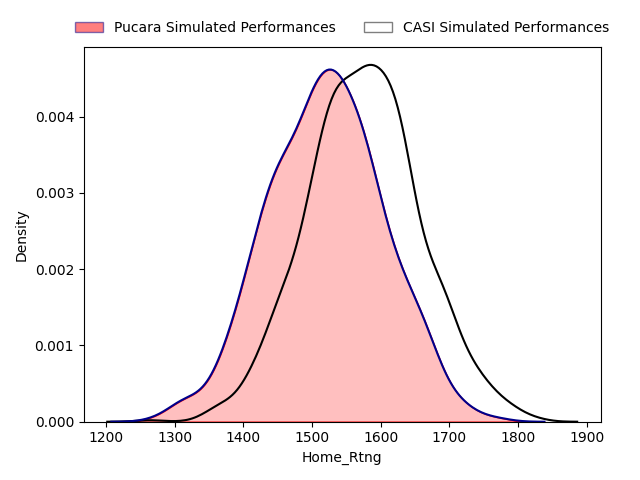 Pucara Simulated Performances CASI Simulated Performances
0.004
0.003
0.002
0.001
0.000
Density
1200 1300 1400 1500 1600 1700 1800 1900
Home_Rtng